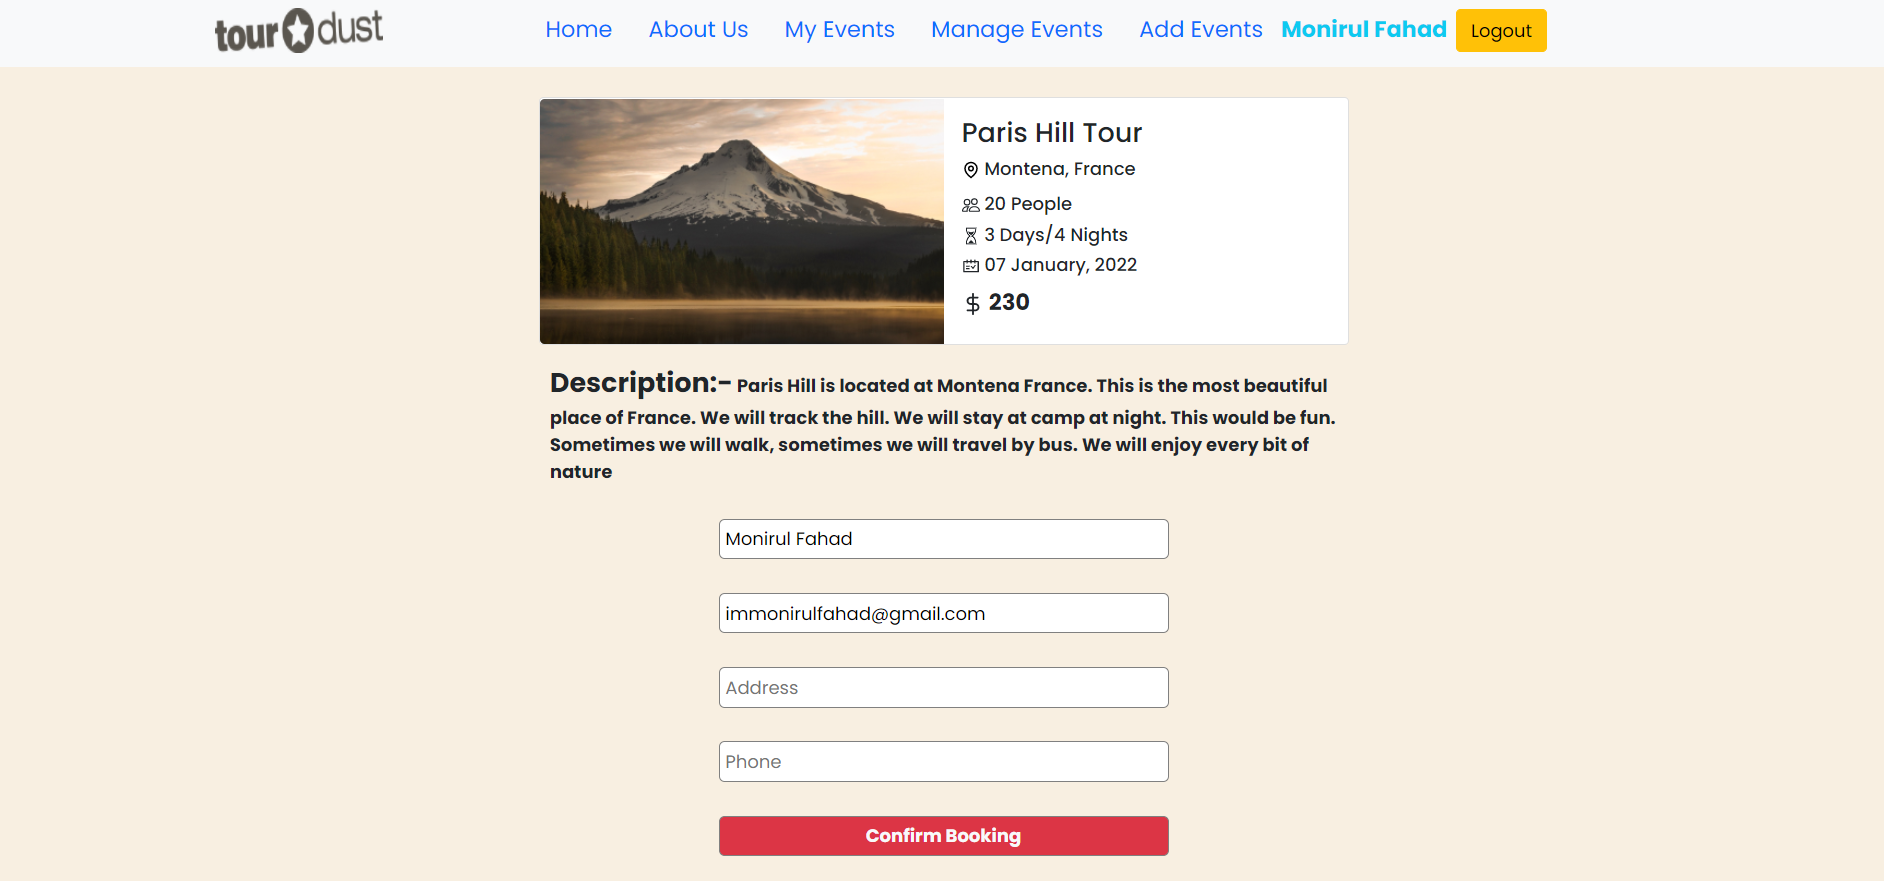 tour dust
Home About Us My Events Manage Events Add Events Monirul Fahad Logout
Paris Hill Tour
Montena, France
20 People
3 Days/4 Nights
07 January, 2022
$ 230
Description:- Paris Hill is located at Montena France. This is the most beautiful
place of France. We will track the hill. We will stay at camp at night. This would be fun.
Sometimes we will walk, sometimes we will travel by bus. We will enjoy every bit of
nature
Monirul Fahad
immonirulfahad@gmail.com
Address
Phone
Confirm Booking